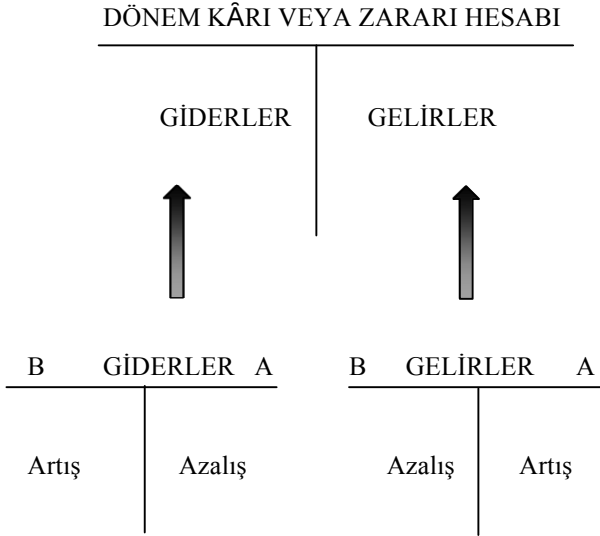 DÖNEM KÂRI VEYA ZARARI HESABI
GİDERLER GELİRLER
B GİDERLER A B GELİRLER A
Artış Azalış Azalış Artış